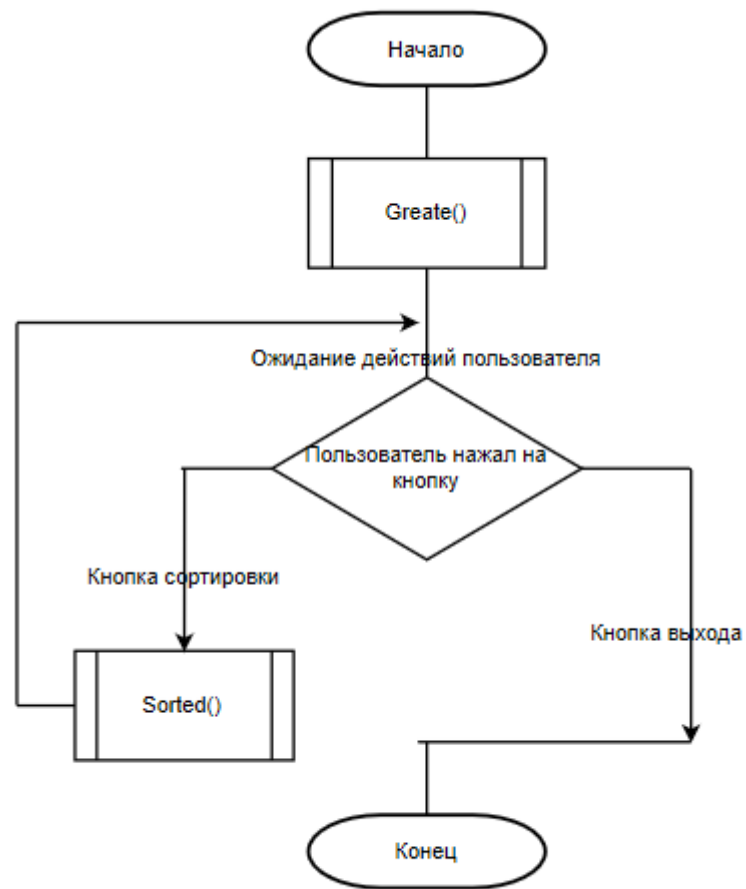 Начало
Greate()
Ожидание действий пользователя
Пользователь нажал на
кнопку
Кнопка сортировки
Кнопка выхода
Sorted()
Конец